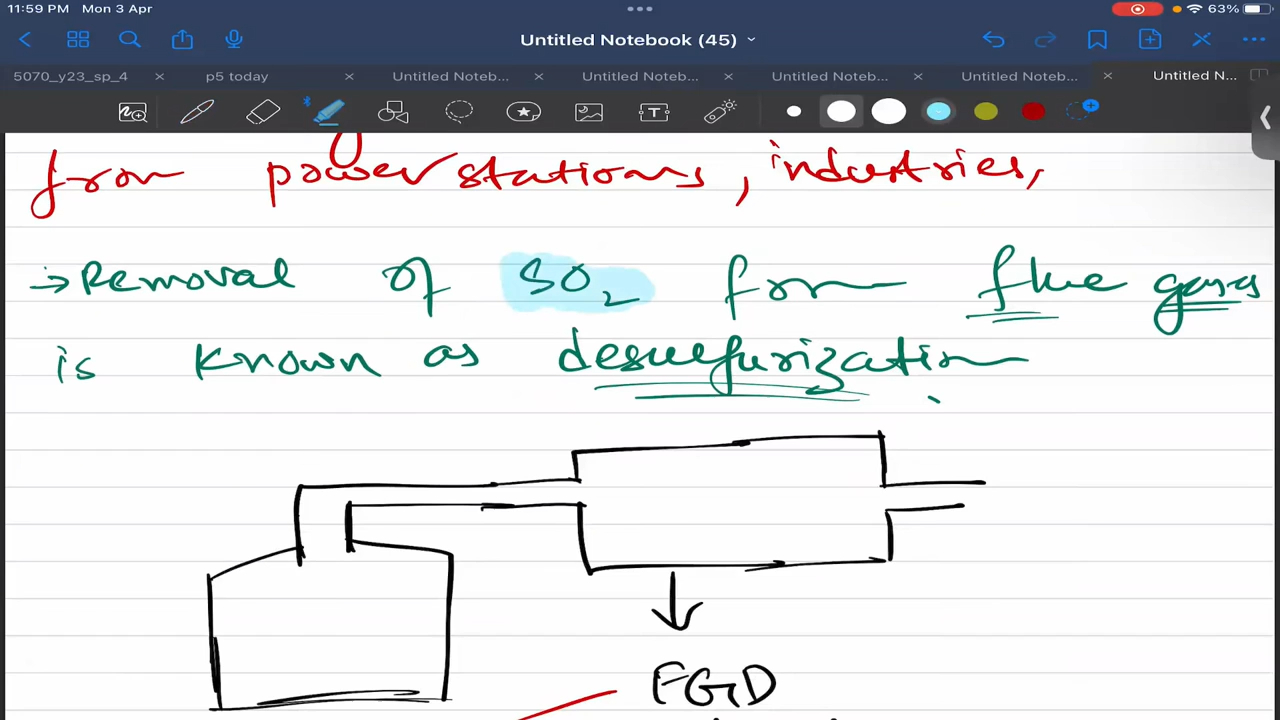 11:59 PM Mon 3 Apr
63%
Untitled Notebook (45)
5070_y23_sp_4
p5 today
Untitled Noteb...
Untitled Noteb...
Untitled Noteb...
Untitled Noteb...
Untitled N...
from power stations, industries,
→ Removal of SO2 from flue gases
is known as desulfurization
FGD